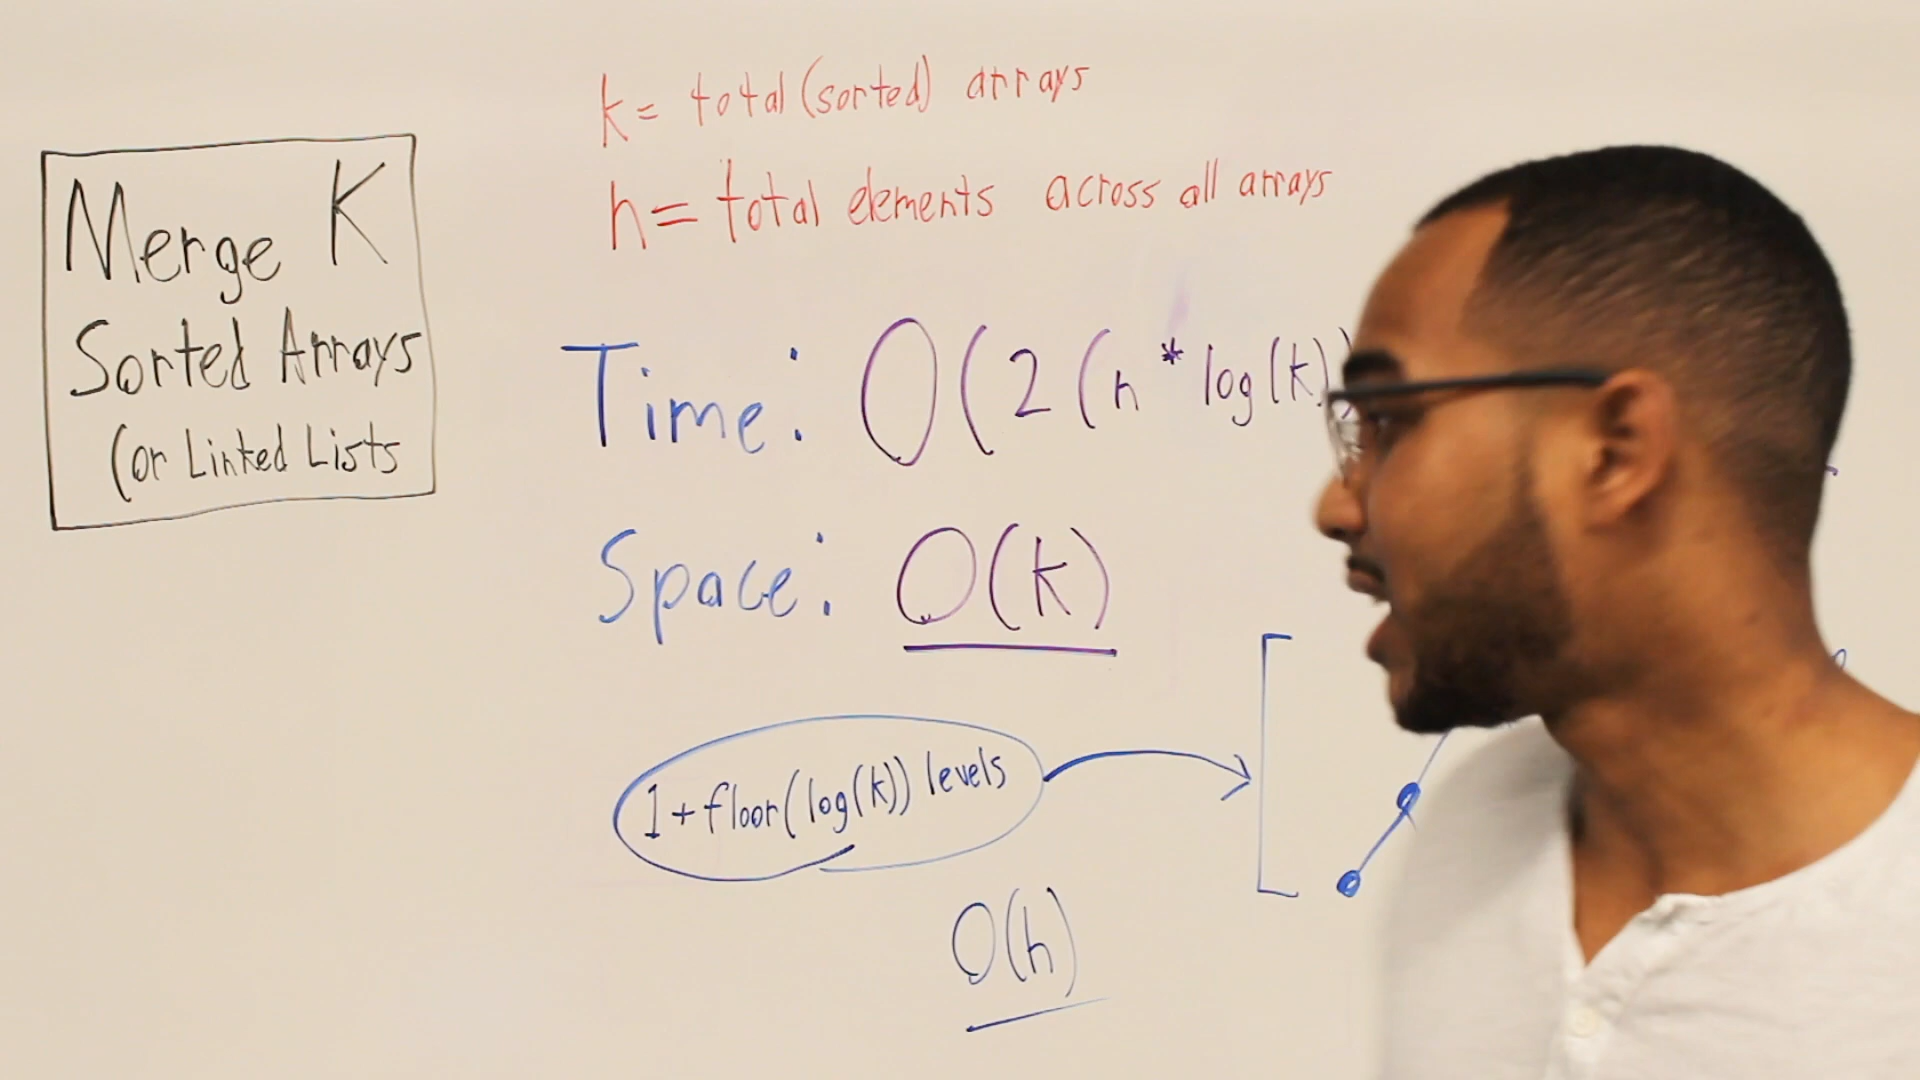 Merge K
Sorted Arrays
(or Linked Lists
k = total (sorted) arrays
n = total elements across all arrays
Time: O(2(n * log(k))
Space: O(k)
1 + floor(log(k)) levels
O(h)